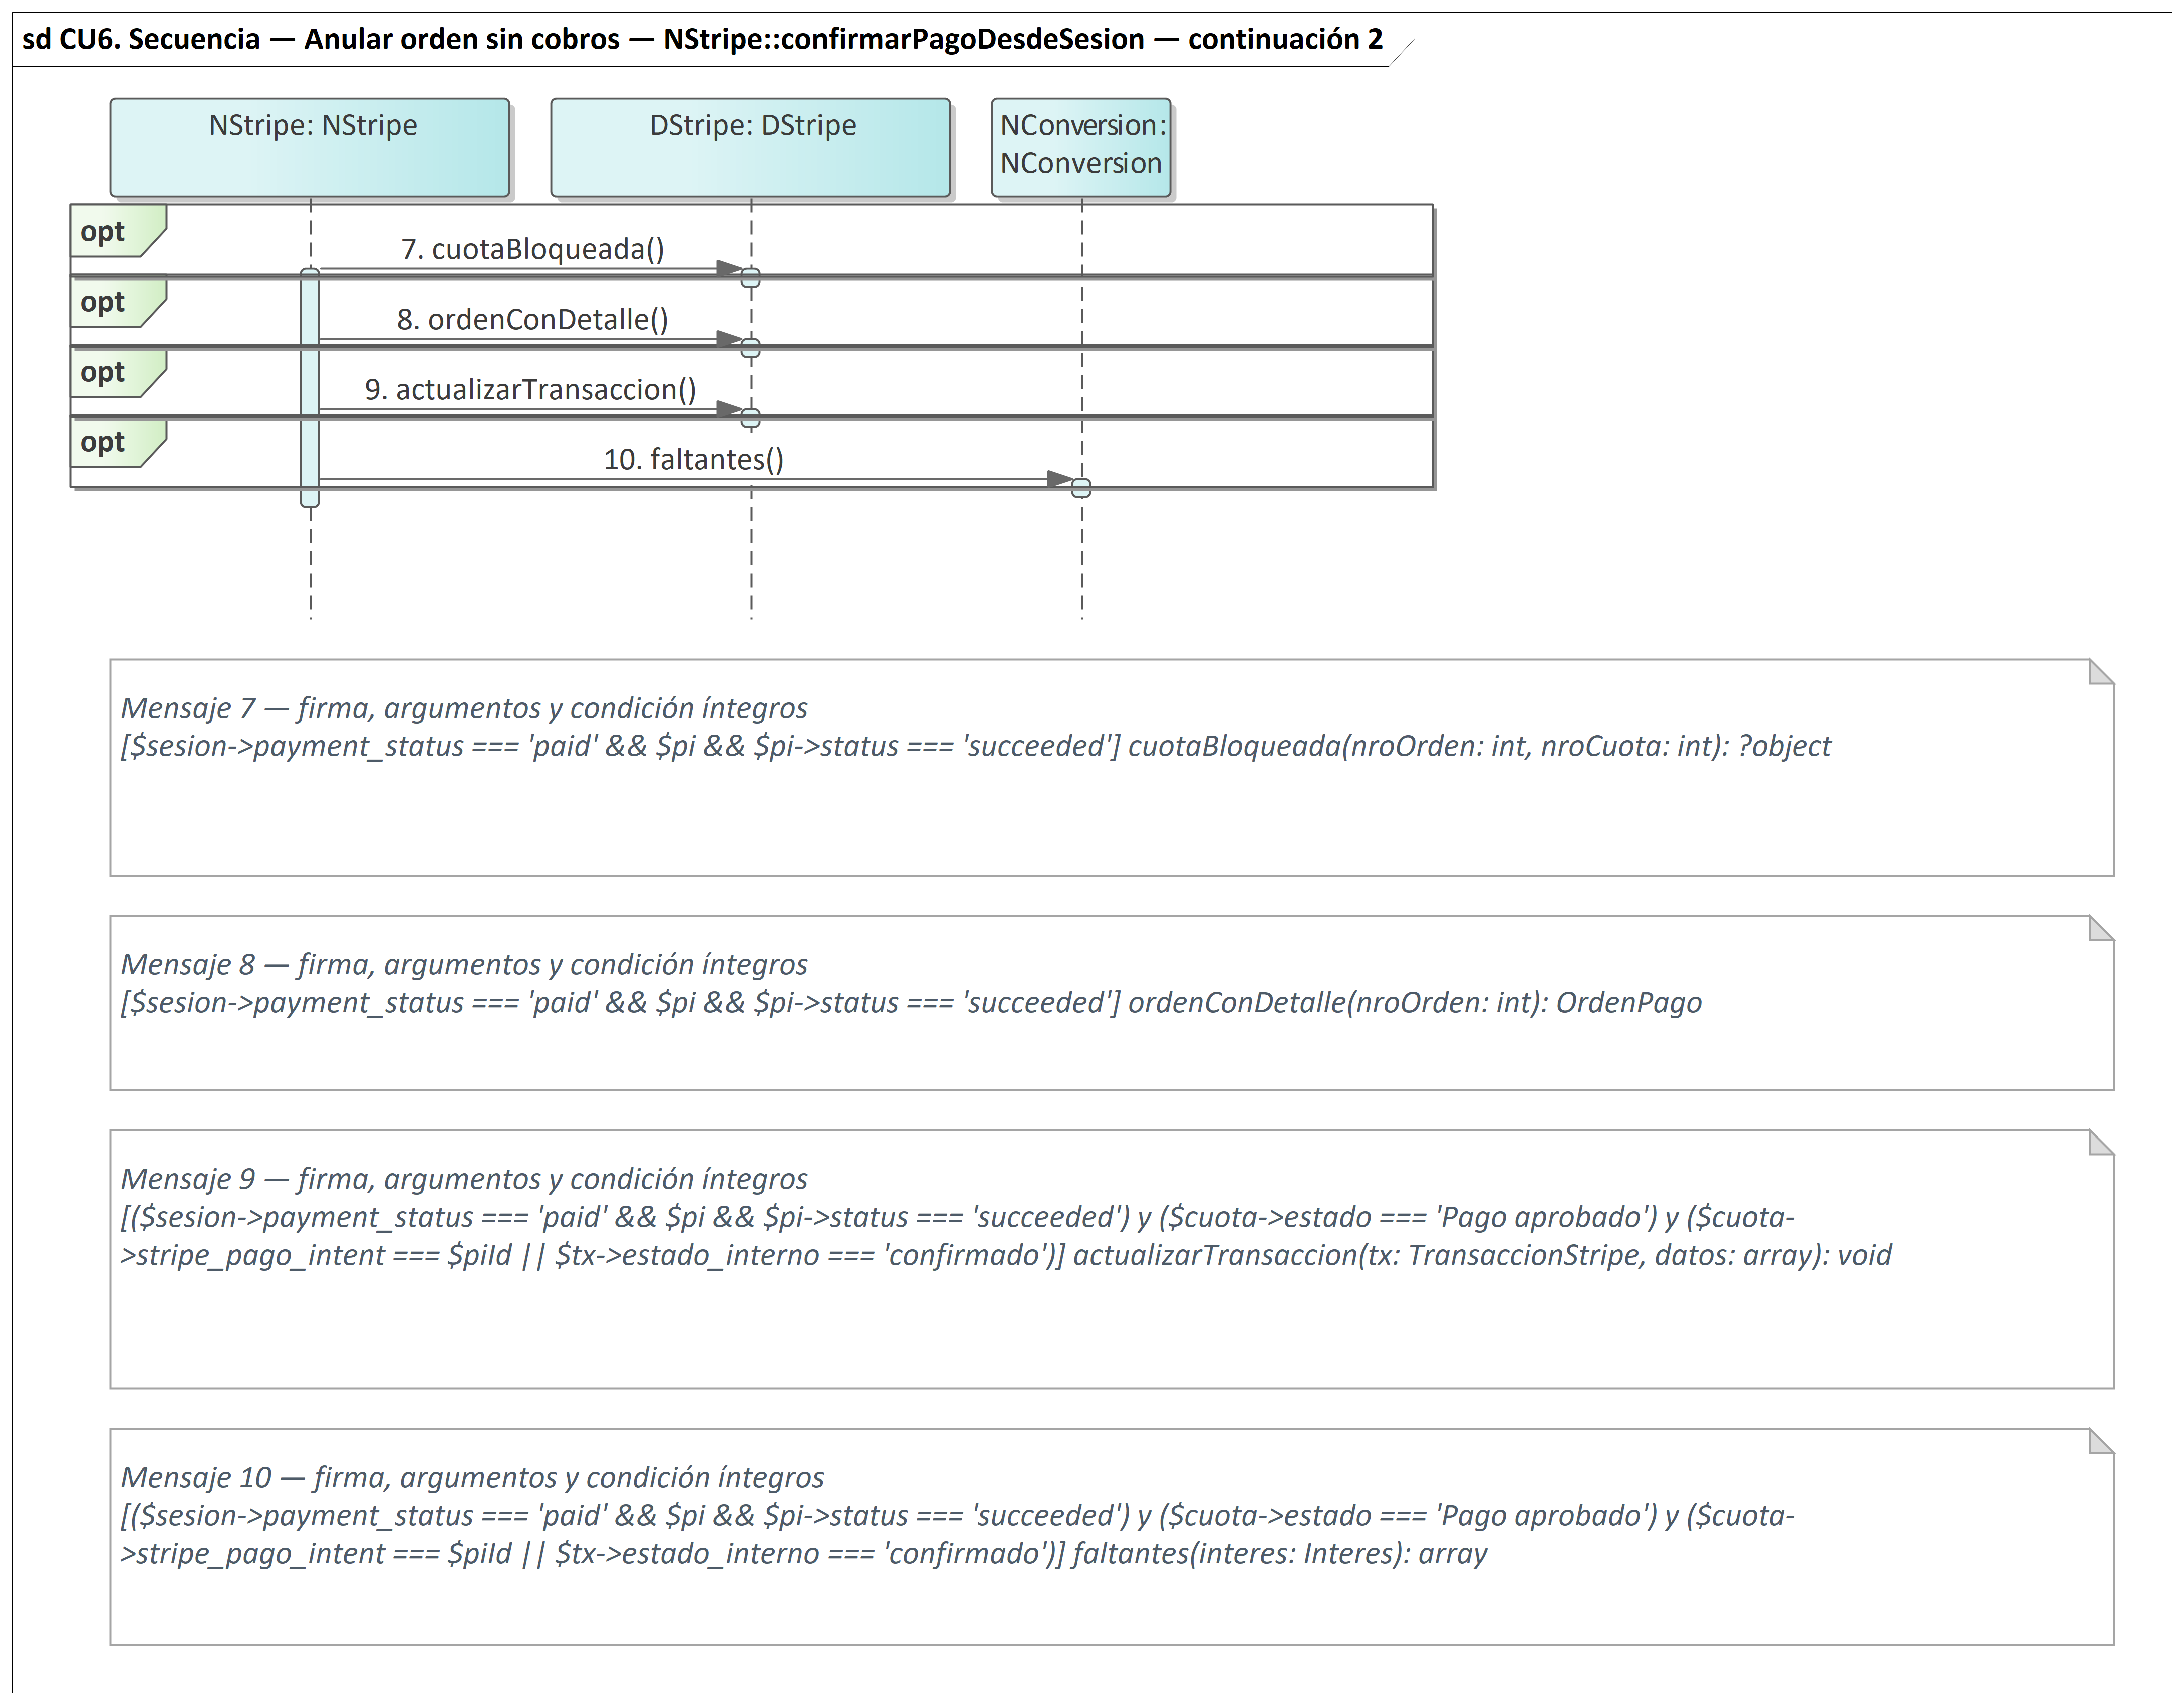 sd CU6. Secuencia — Anular orden sin cobros — NStripe::confirmarPagoDesdeSesion — continuación 2
NStripe: NStripe
DStripe: DStripe
NConversion:
NConversion
opt
7. cuotaBloqueada()
opt
8. ordenConDetalle()
opt
9. actualizarTransaccion()
opt
10. faltantes()
Mensaje 7 — firma, argumentos y condición íntegros
[$sesion->payment_status === 'paid' && $pi && $pi->status === 'succeeded'] cuotaBloqueada(nroOrden: int, nroCuota: int): ?object
Mensaje 8 — firma, argumentos y condición íntegros
[$sesion->payment_status === 'paid' && $pi && $pi->status === 'succeeded'] ordenConDetalle(nroOrden: int): OrdenPago
Mensaje 9 — firma, argumentos y condición íntegros
[($sesion->payment_status === 'paid' && $pi && $pi->status === 'succeeded') y ($cuota->estado === 'Pago aprobado') y ($cuota-
>stripe_pago_intent === $piId || $tx->estado_interno === 'confirmado')] actualizarTransaccion(tx: TransaccionStripe, datos: array): void
Mensaje 10 — firma, argumentos y condición íntegros
[($sesion->payment_status === 'paid' && $pi && $pi->status === 'succeeded') y ($cuota->estado === 'Pago aprobado') y ($cuota-
>stripe_pago_intent === $piId || $tx->estado_interno === 'confirmado')] faltantes(interes: Interes): array